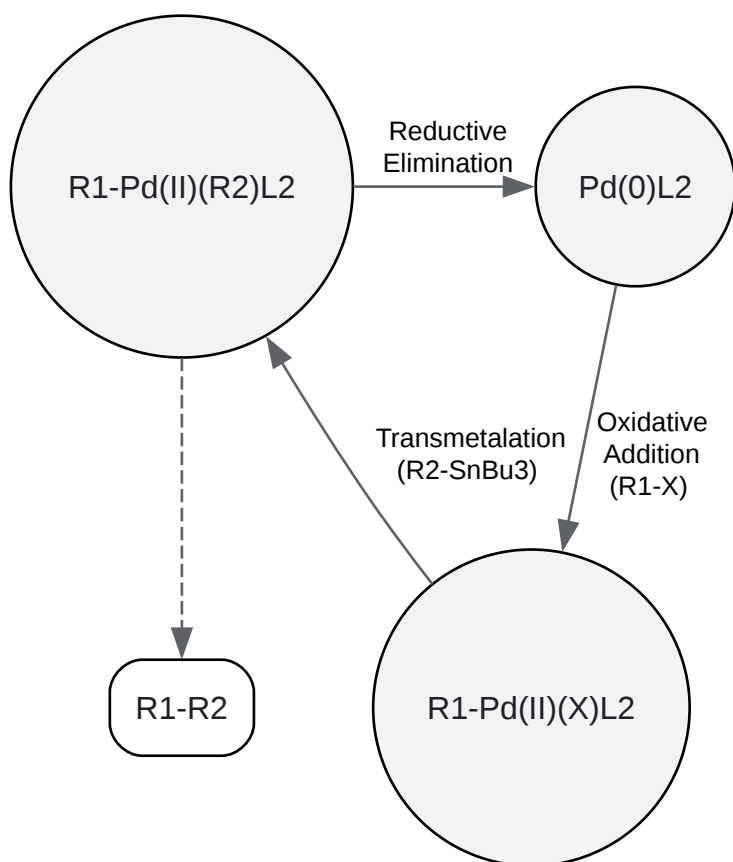 R1-Pd(II)(R2)L2
Reductive
Elimination
Pd(0)L2
Transmetalation
(R2-SnBu3)
Oxidative
Addition
(R1-X)
R1-R2
R1-Pd(II)(X)L2